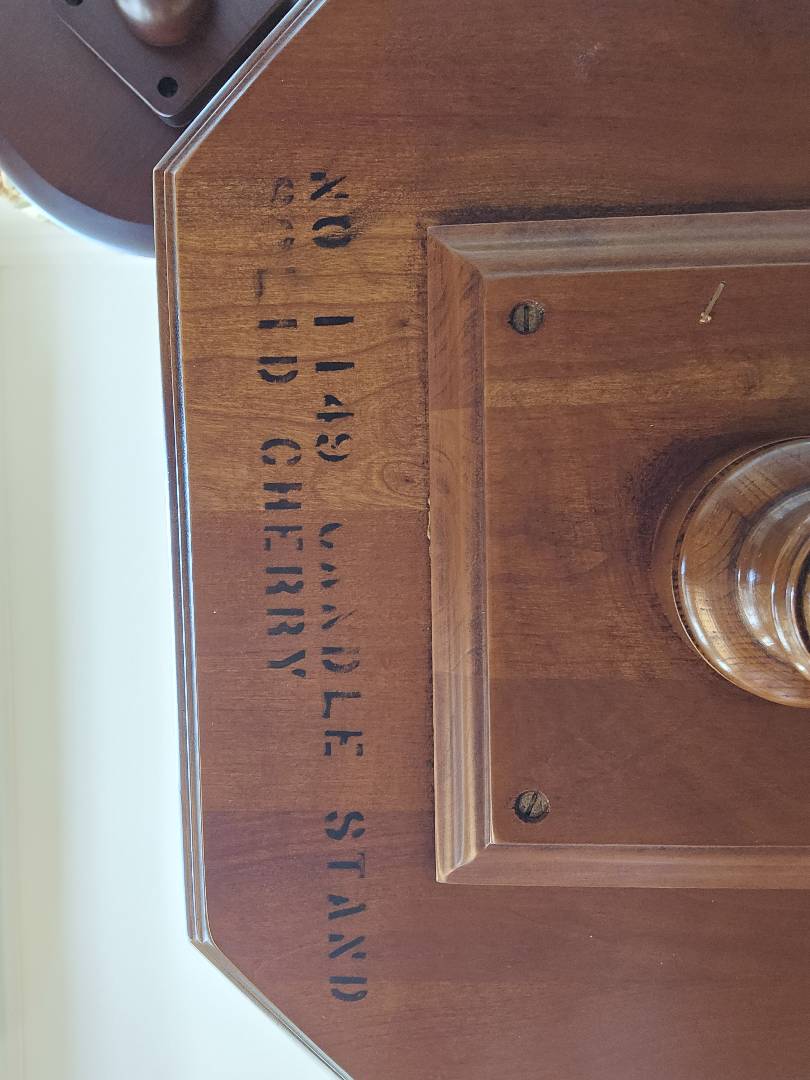 NO 1149 CANDLE STAND
SOLID CHERRY